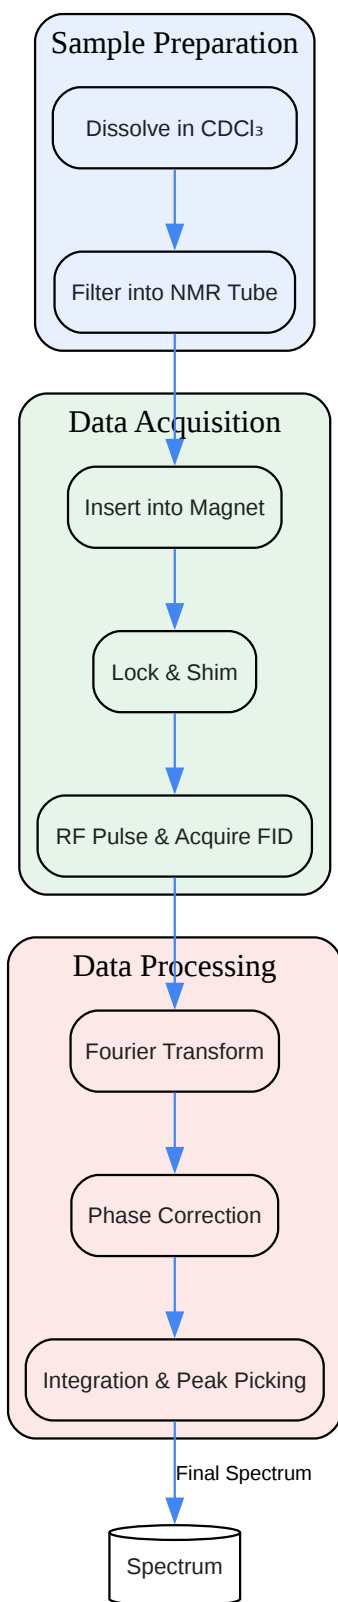 Sample Preparation
Dissolve in CDCl₃
Filter into NMR Tube
Data Acquisition
Insert into Magnet
Lock & Shim
RF Pulse & Acquire FID
Data Processing
Fourier Transform
Phase Correction
Integration & Peak Picking
Final Spectrum
Spectrum